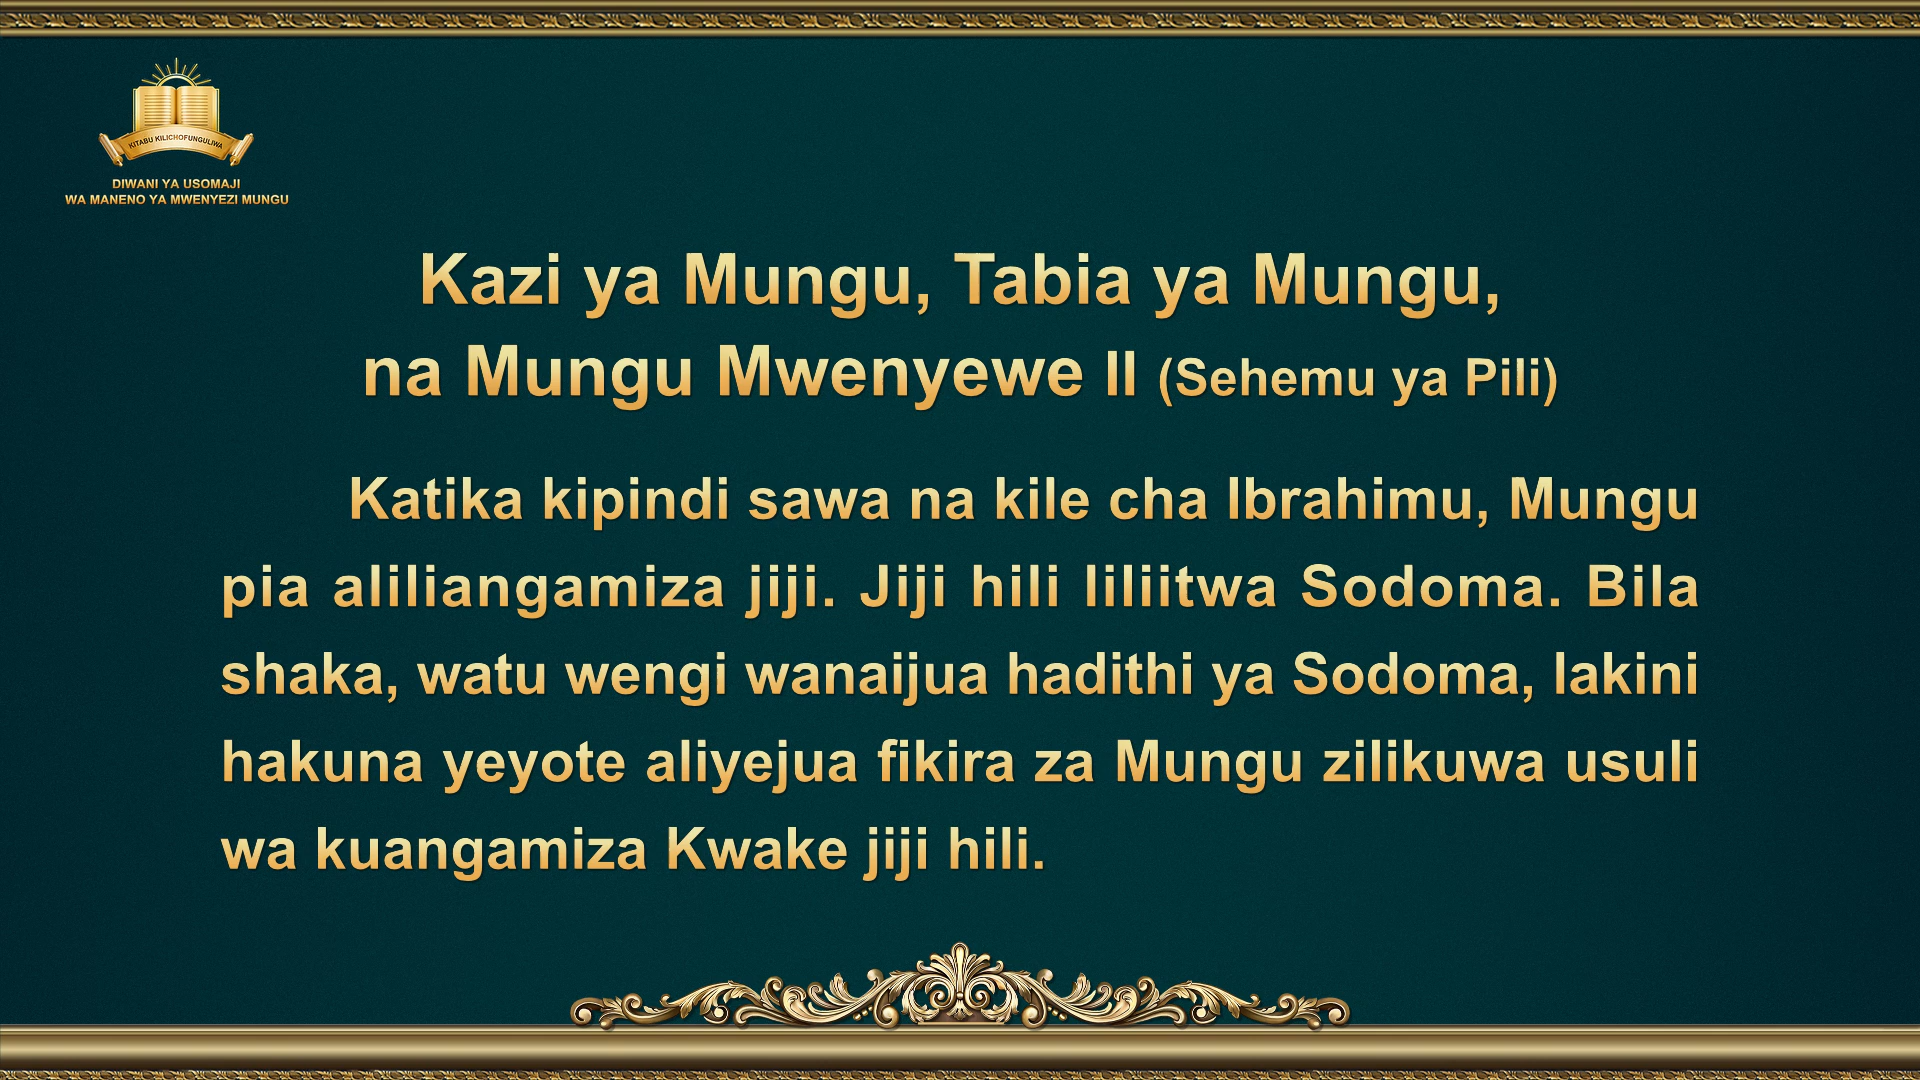 KITABU KILICHOFUNGULIWA
DIWANI YA USOMAJI
WA MANENO YA MWENYEZI MUNGU
Kazi ya Mungu, Tabia ya Mungu,
na Mungu Mwenyewe II (Sehemu ya Pili)
Katika kipindi sawa na kile cha Ibrahimu, Mungu
pia aliliangamiza jiji. Jiji hili liliitwa Sodoma. Bila
shaka, watu wengi wanaijua hadithi ya Sodoma, lakini
hakuna yeyote aliyejua fikira za Mungu zilikuwa usuli
wa kuangamiza Kwake jiji hili.